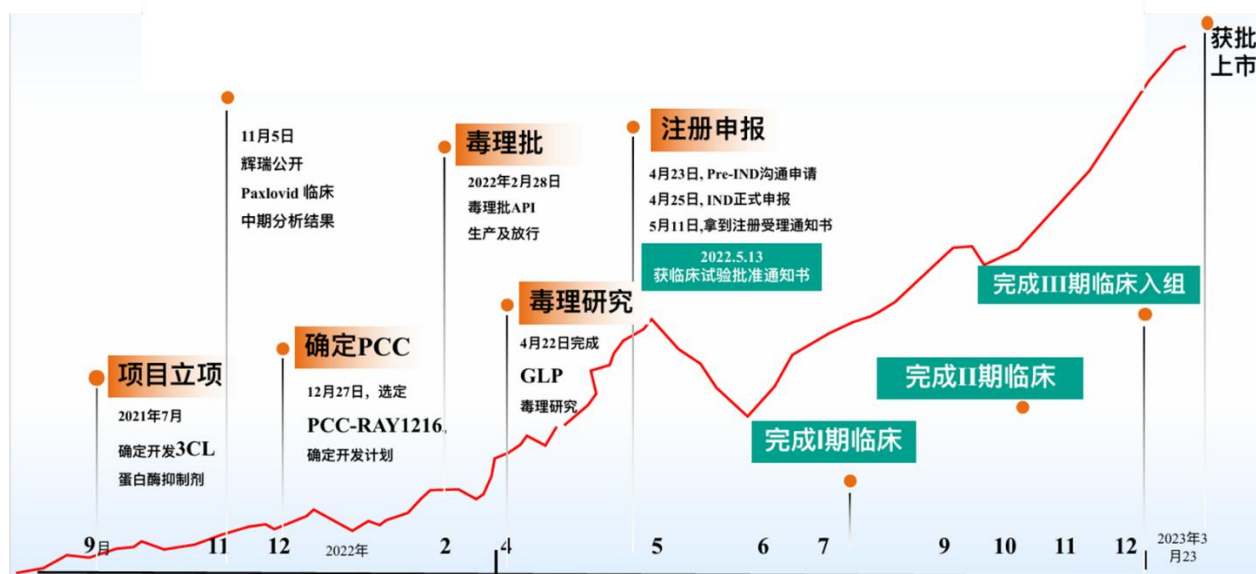 获批
上市
11月5日
辉瑞公开
Paxlovid 临床
中期分析结果
毒理批
2022年2月28日
毒理批API
生产及放行
注册申报
4月23日, Pre-IND沟通申请
4月25日, IND正式申报
5月11日,拿到注册受理通知书
2022.5.13
获临床试验批准通知书
项目立项
2021年7月
确定开发3CL
蛋白酶抑制剂
确定PCC
12月27日，选定
PCC-RAY1216,
确定开发计划
毒理研究
4月22日完成
GLP
毒理研究
完成I期临床
完成II期临床
完成III期临床入组
9月 11 12 2022年 2 4 5 6 7 9 10 11 12 2023年3
月23